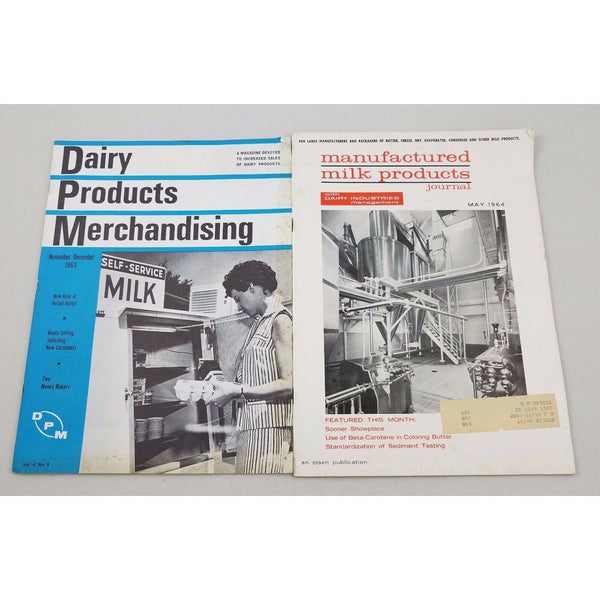 Dairy
Products
Merchandising
A MAGAZINE DEVOTED
TO INCREASED SALES
OF DAIRY PRODUCTS
November-December
1963
New Kind of
Retail Outlet
Route Selling,
Soliciting
New Customers
Two
Money Makers
DPM
Vol. 4, No. 6
SELF-SERVICE
MILK
FOR LARGE MANUFACTURERS AND PACKAGERS OF BUTTER, CHEESE, DRY, EVAPORATED, CONDENSED AND OTHER MILK PRODUCTS.
manufactured
milk products
journal
with
DAIRY INDUSTRIES
management
MAY 1964
FEATURED THIS MONTH:
Sooner Showplace
Use of Beta-Carotene in Coloring Butter
Standardization of Sediment Testing
an olsen publication